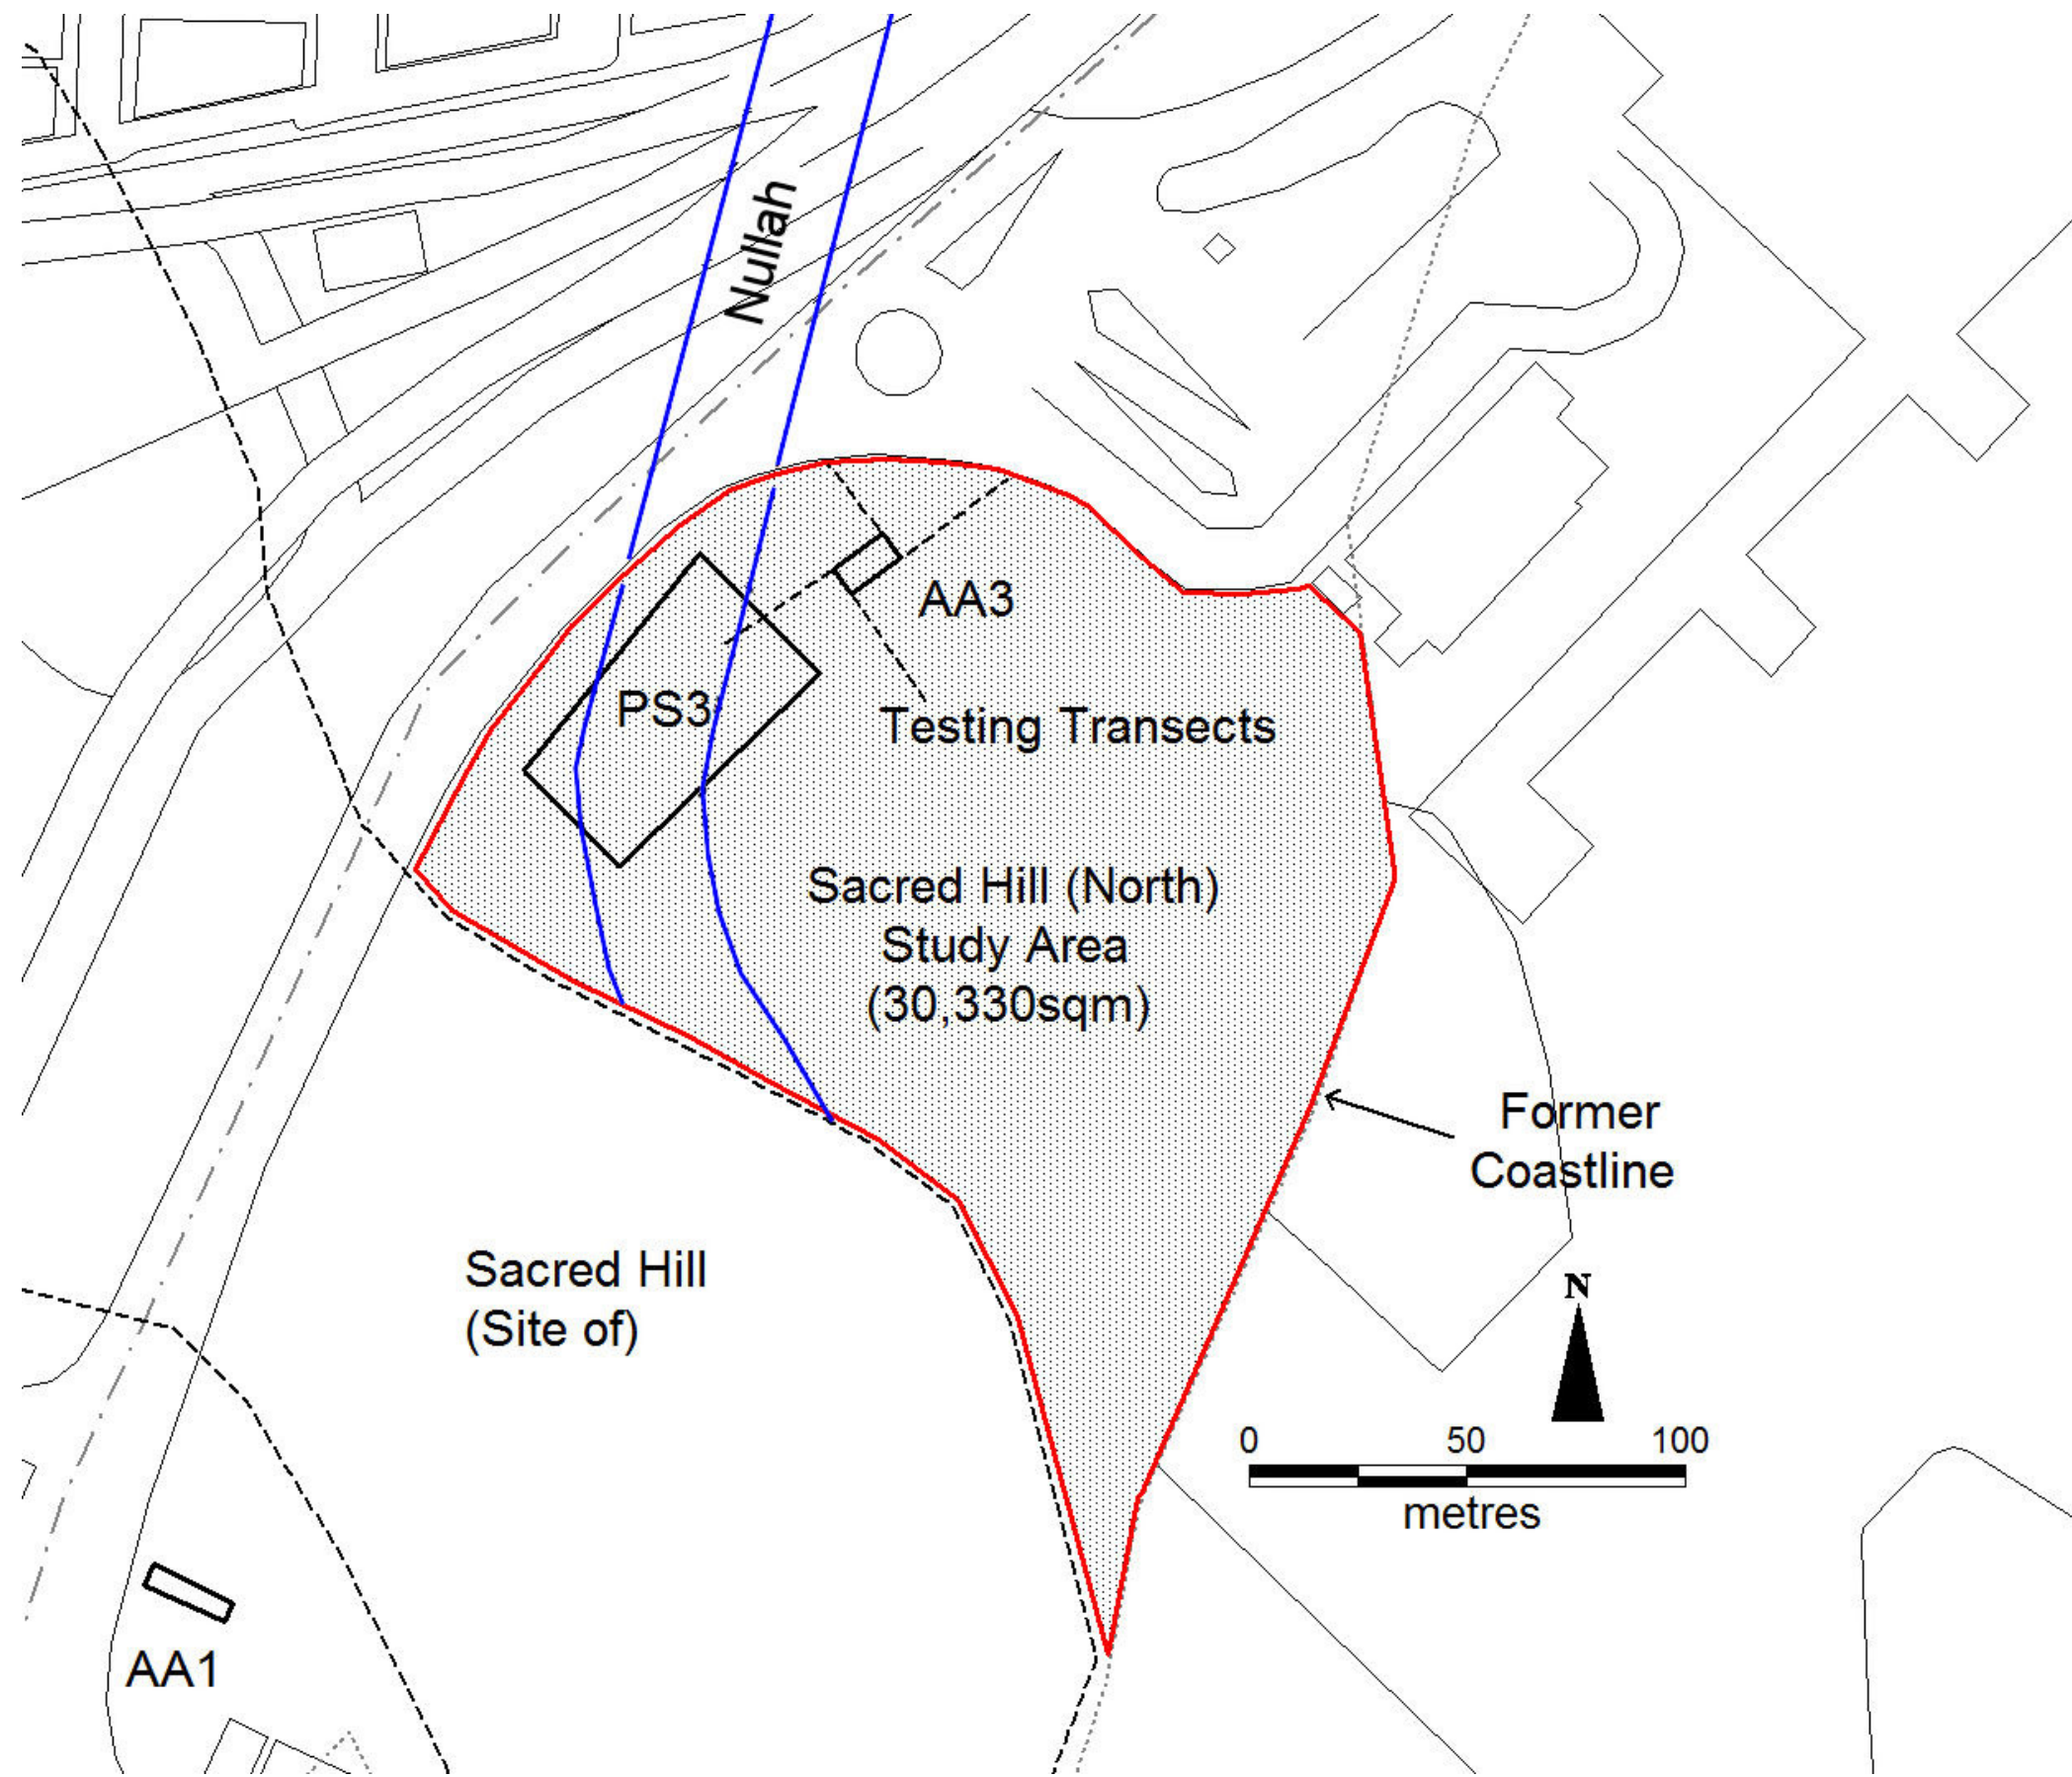 Nullah
AA3
PS3
Testing Transects
Sacred Hill (North)
Study Area
(30,330sqm)
Former
Coastline
Sacred Hill
(Site of)
N
0 50 100
metres
AA1